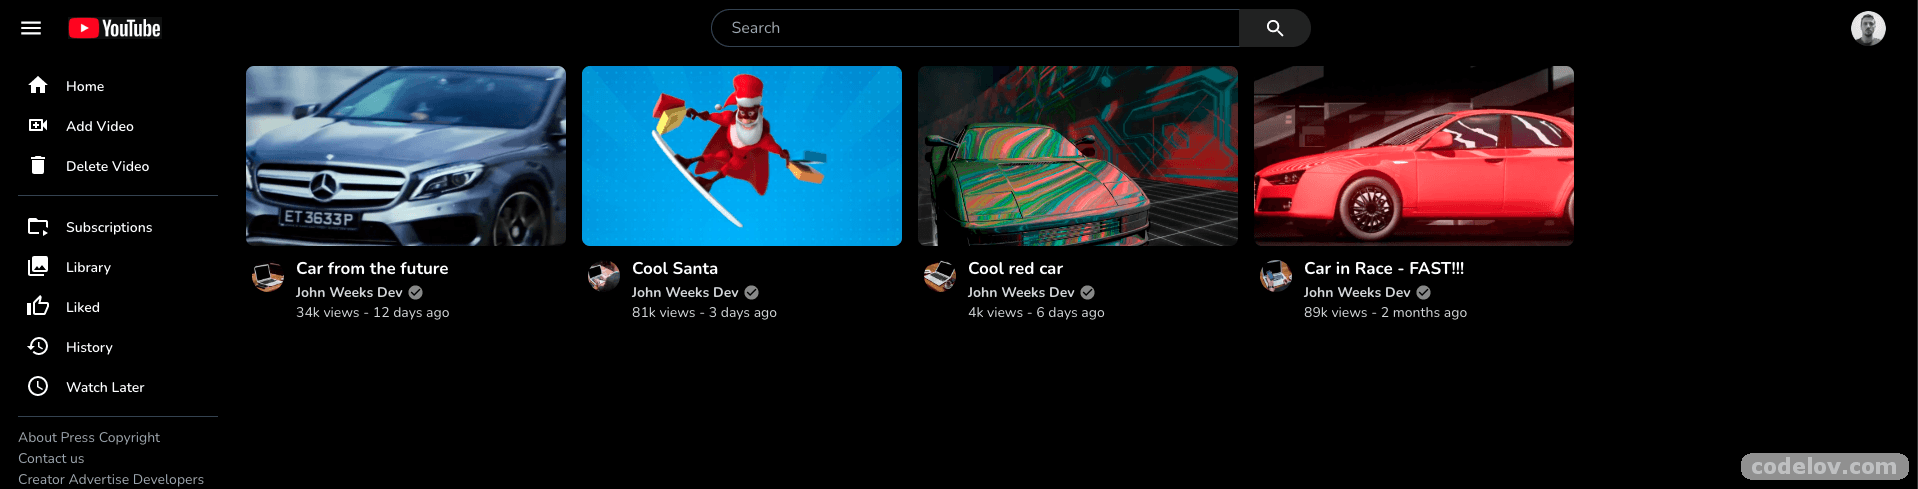 YouTube
Search
Home
Add Video
Delete Video
Subscriptions
Library
Liked
History
Watch Later
About Press Copyright
Contact us
Creator Advertise Developers
ET 3633P
Car from the future
John Weeks Dev
34k views - 12 days ago
Cool Santa
John Weeks Dev
81k views - 3 days ago
Cool red car
John Weeks Dev
4k views - 6 days ago
Car in Race - FAST!!!
John Weeks Dev
89k views - 2 months ago
codelov.com